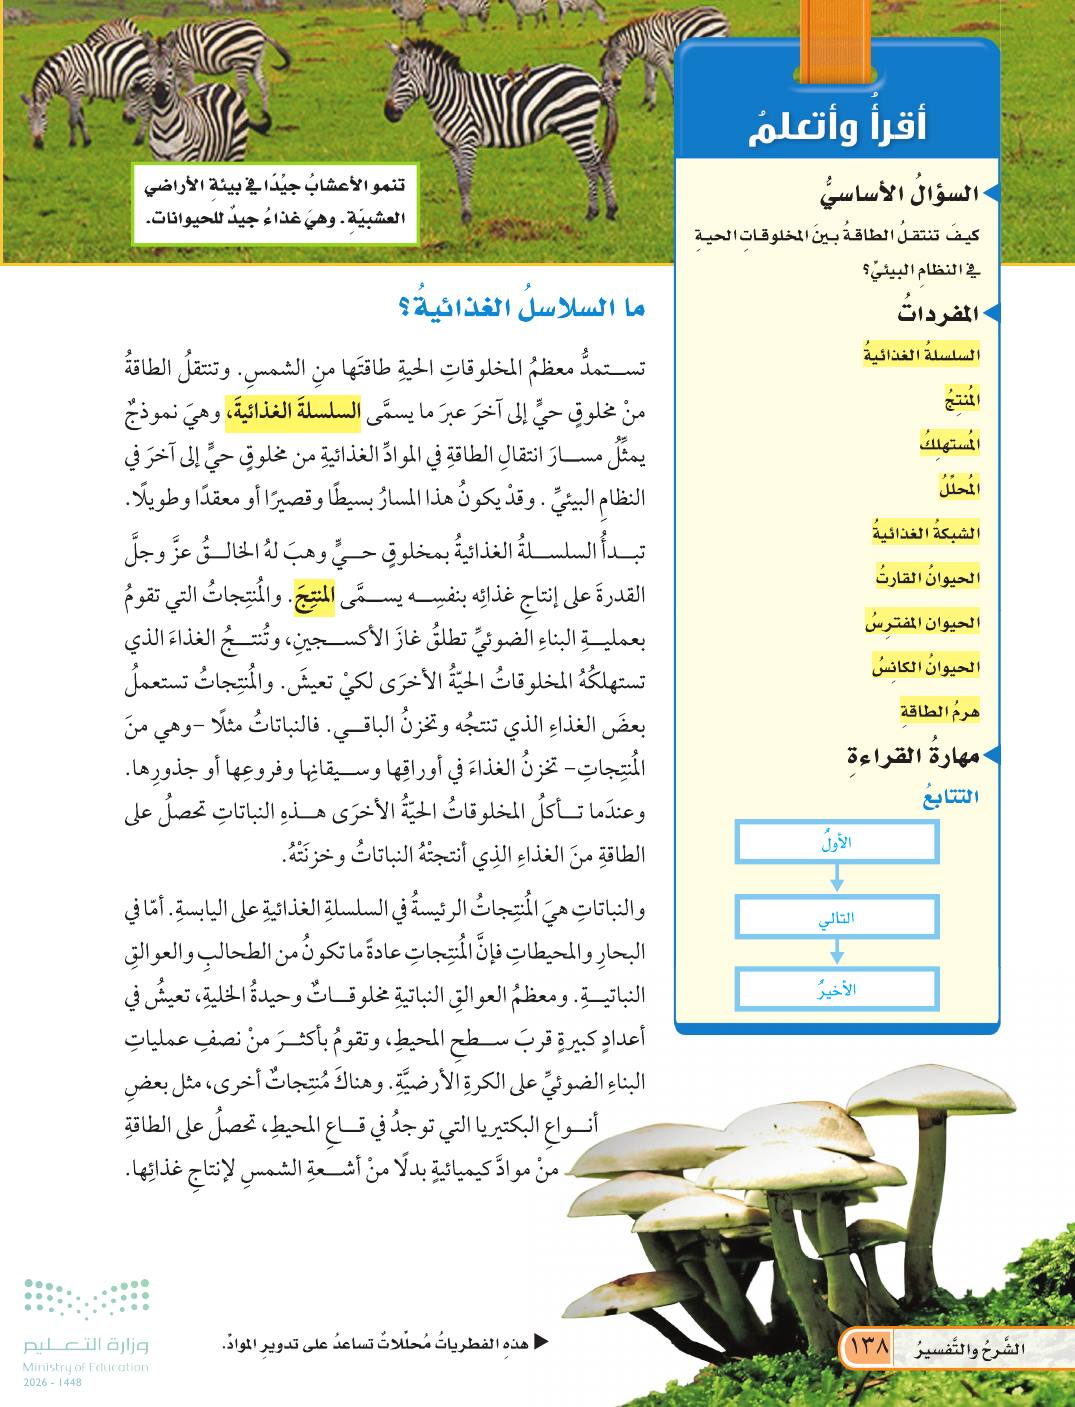 تنمو الأعشابُ جيّدًا في بيئةِ الأراضي
العشبيّةِ. وهيَ غذاءُ جيدٌ للحيوانات.
أقرأُ وأتعلمُ
السؤالُ الأساسيُّ
كيفَ تنتقلُ الطاقةُ بينَ المخلوقاتِ الحيةِ
في النظامِ البيئيِّ؟
المفرداتُ
السلسلةُ الغذائيةُ
المُنتِجُ
المُستهلِكُ
المُحلِّلُ
الشبكةُ الغذائيةُ
الحيوانُ القارتُ
الحيوان المفترِسُ
الحيوانُ الكانِسُ
هرمُ الطاقةِ
مهارةُ القراءةِ
التتابعُ
الأولُ
التالي
الأخيرُ
ما السلاسلُ الغذائيةُ؟
تستمدُّ معظمُ المخلوقاتِ الحيةِ طاقتَها منِ الشمسِ. وتنتقلُ الطاقةُ
منْ مخلوقٍ حيٍّ إلى آخرَ عبرَ ما يسمَّى السلسلةَ الغذائيةَ، وهيَ نموذجٌ
يمثِّلُ مسارَ انتقالِ الطاقةِ في الموادِّ الغذائيةِ من مخلوقٍ حيٍّ إلى آخرَ في
النظامِ البيئيِّ . وقدْ يكونُ هذا المسارُ بسيطًا وقصيرًا أو معقدًا وطويلًا.
تبدأُ السلسلةُ الغذائيةُ بمخلوقٍ حيٍّ وهبَ لهُ الخالقُ عزَّ وجلَّ
القدرةَ على إنتاجِ غذائِه بنفسِه يسمَّى المنتِجَ. والمُنتِجاتُ التي تقومُ
بعمليةِ البناءِ الضوئيِّ تطلقُ غازَ الأكسجينِ، وتُنتجُ الغذاءَ الذي
تستهلكُهُ المخلوقاتُ الحيّةُ الأخرَى لكيْ تعيشَ. والمُنتِجاتُ تستعملُ
بعضَ الغذاءِ الذي تنتجُه وتخزنُ الباقي. فالنباتاتُ مثلًا -وهي منَ
المُنتِجاتِ- تخزنُ الغذاءَ في أوراقِها وسيقانِها وفروعِها أو جذورِها.
وعندَما تأكلُ المخلوقاتُ الحيّةُ الأخرَى هذهِ النباتاتِ تحصلُ على
الطاقةِ منَ الغذاءِ الذِي أنتجتْهُ النباتاتُ وخزنَتْهُ.
والنباتاتِ هيَ المُنتِجاتُ الرئيسةُ في السلسلةِ الغذائيةِ على اليابسةِ. أمّا في
البحارِ والمحيطاتِ فإنَّ المُنتِجاتِ عادةً ما تكونُ من الطحالبِ والعوالقِ
النباتيةِ. ومعظمُ العوالقِ النباتيةِ مخلوقاتٌ وحيدةُ الخليةِ، تعيشُ في
أعدادٍ كبيرةٍ قربَ سطحِ المحيطِ، وتقومُ بأكثرَ منْ نصفِ عملياتِ
البناءِ الضوئيِّ على الكرةِ الأرضيَّةِ. وهناكَ مُنتِجاتٌ أخرى، مثل بعضِ
أنواعِ البكتيريا التي توجدُ في قاعِ المحيطِ، تحصلُ على الطاقةِ
منْ موادَّ كيميائيةٍ بدلًا منْ أشعةِ الشمسِ لإنتاجِ غذائِها.
هذهِ الفطرياتُ مُحلِّلاتٌ تساعدُ على تدويرِ الموادِّ.
وزارة التعليم
Ministry of Education
2026 - 1448
الشَّرحُ والتَّفسيرُ ١٣٨